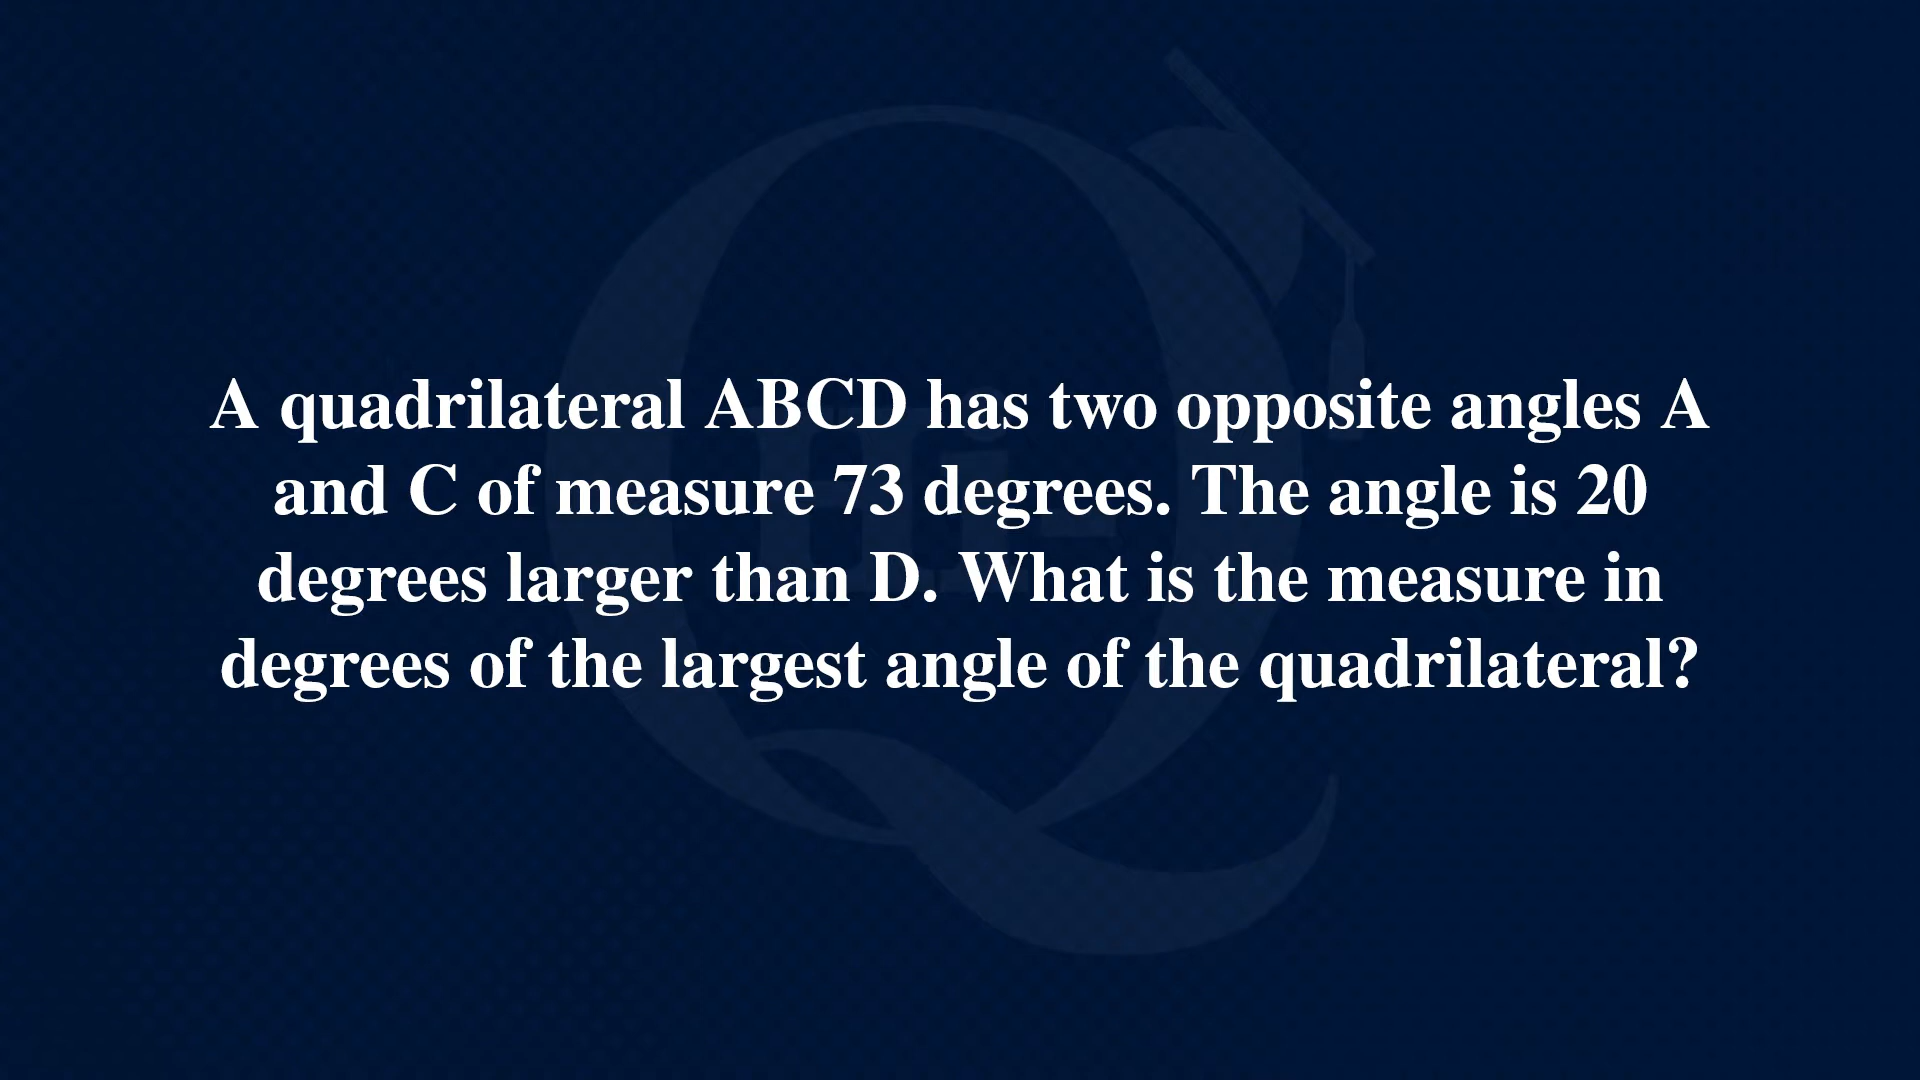 A quadrilateral ABCD has two opposite angles A
and C of measure 73 degrees. The angle is 20
degrees larger than D. What is the measure in
degrees of the largest angle of the quadrilateral?